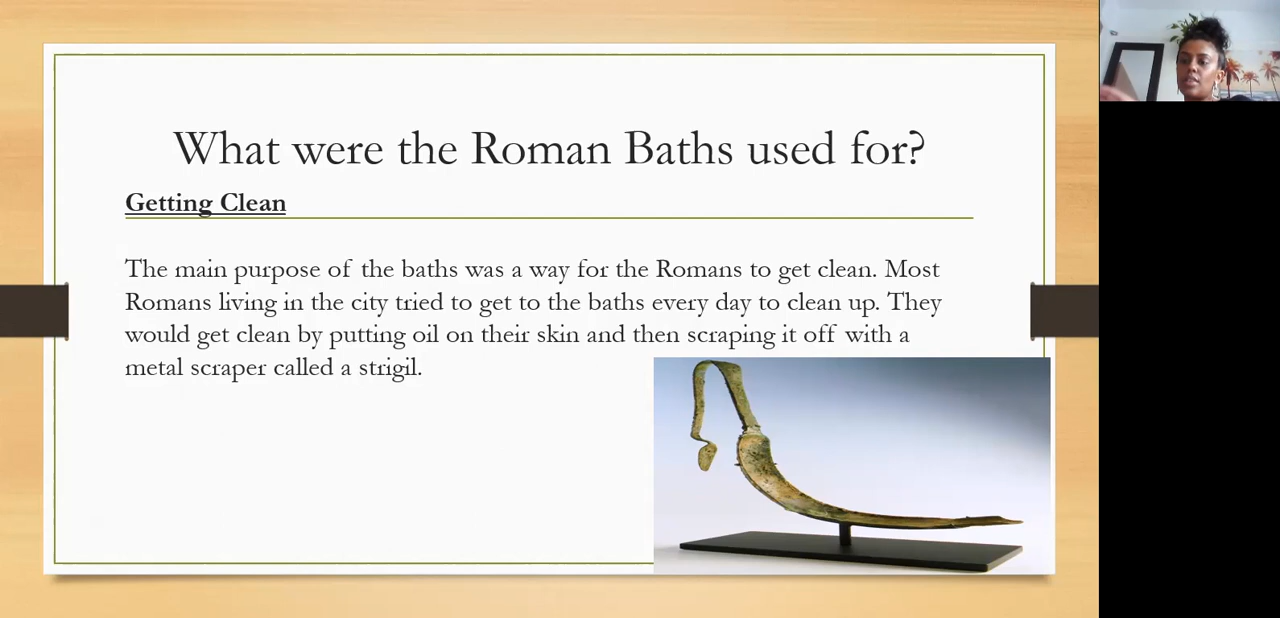 What were the Roman Baths used for?
Getting Clean
The main purpose of the baths was a way for the Romans to get clean. Most
Romans living in the city tried to get to the baths every day to clean up. They
would get clean by putting oil on their skin and then scraping it off with a
metal scraper called a strigil.